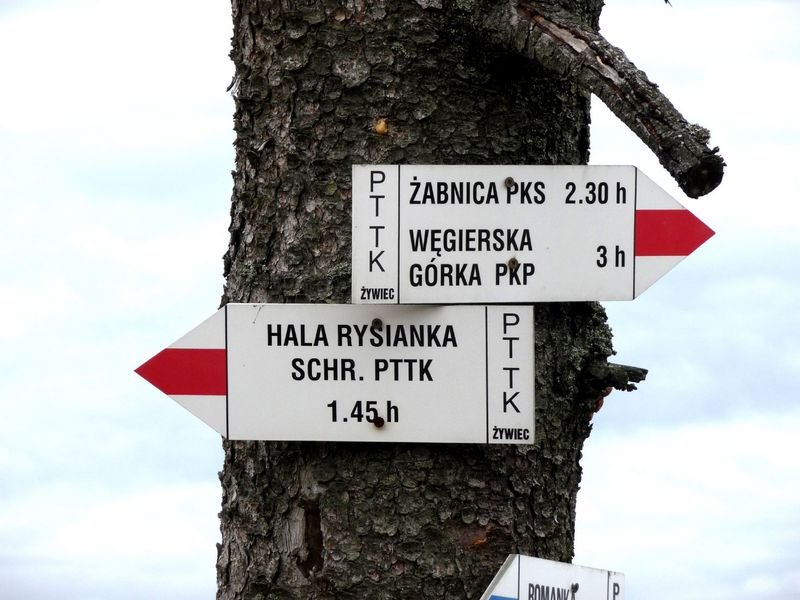 PTTK
ŻYWIEC
ŻABNICA PKS 2.30 h
WĘGIERSKA
GÓRKA PKP 3 h
HALA RYSIANKA
SCHR. PTTK
1.45 h
PTTK
ŻYWIEC
P